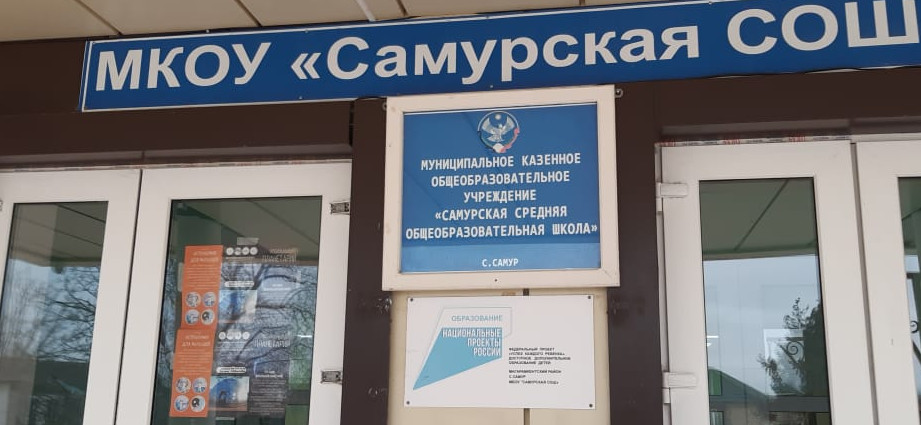 МКОУ «Самурская СОШ
МУНИЦИПАЛЬНОЕ КАЗЕННОЕ
ОБЩЕОБРАЗОВАТЕЛЬНОЕ
УЧРЕЖДЕНИЕ
«САМУРСКАЯ СРЕДНЯЯ
ОБЩЕОБРАЗОВАТЕЛЬНАЯ ШКОЛА»
С.САМУР
ОБРАЗОВАНИЕ
НАЦИОНАЛЬНЫЕ
ПРОЕКТЫ
РОССИИ
ФЕДЕРАЛЬНЫЙ ПРОЕКТ
«УСПЕХ КАЖДОГО РЕБЕНКА»
ДОСТУПНОЕ ДОПОЛНИТЕЛЬНОЕ
ОБРАЗОВАНИЕ ДЕТЕЙ
МАГАРАМКЕНТСКИЙ РАЙОН
С.САМУР
МКОУ "САМУРСКАЯ СОШ"
ПЛАНЕТАРИЙ